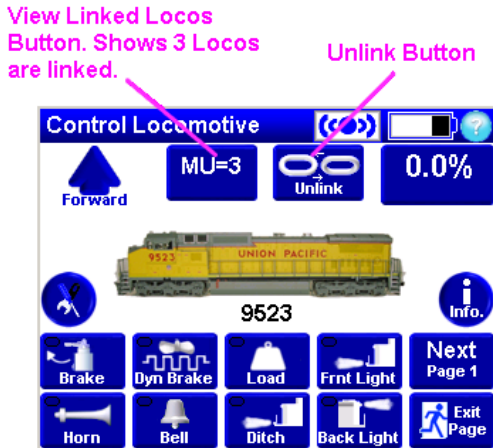 View Linked Locos
Button. Shows 3 Locos
are linked.
Unlink Button
Control Locomotive
?
MU=3
Unlink
0.0%
Forward
9523
UNION PACIFIC
9523
i
Info.
Brake
Dyn Brake
Load
Frnt Light
Next
Page 1
Horn
Bell
Ditch
Back Light
Exit
Page